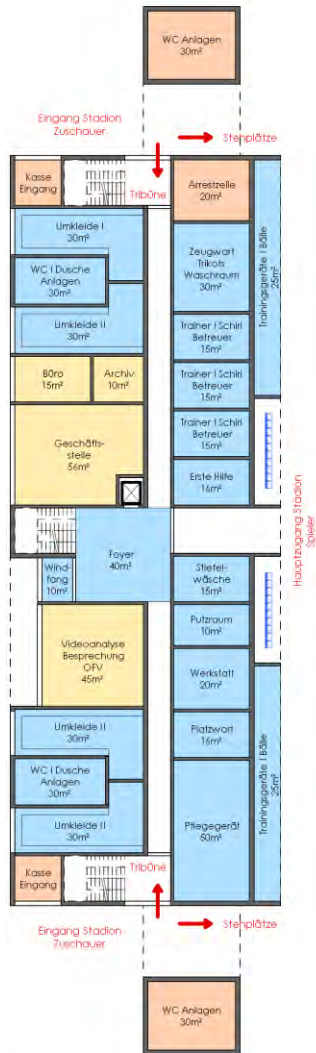 WC Anlagen
30m²
Eingang Stadion
Zuschauer
Stehplätze
Kasse
Eingang
Tribüne
Arrestzelle
20m²
Umkleide I
30m²
WC I Dusche
Anlagen
30m²
Umkleide II
30m²
Zeugwart
Trikots
Waschraum
30m²
Trainingsgeräte I Bälle
25m²
Trainer I Schiri
Betreuer
15m²
Trainer I Schiri
Betreuer
15m²
Trainer I Schiri
Betreuer
15m²
Büro
15m²
Archiv
10m²
Geschäfts-
stelle
56m²
Erste Hilfe
16m²
Hauptzugang Stadion
Spieler
Foyer
40m²
Wind-
fang
10m²
Stiefel-
wäsche
15m²
Putzraum
10m²
Videoanalyse
Besprechung
OFV
45m²
Werkstatt
20m²
Platzwart
16m²
Trainingsgeräte I Bälle
25m²
Umkleide II
30m²
WC I Dusche
Anlagen
30m²
Umkleide II
30m²
Pflegegerät
50m²
Kasse
Eingang
Tribüne
Eingang Stadion
Zuschauer
Stehplätze
WC Anlagen
30m²